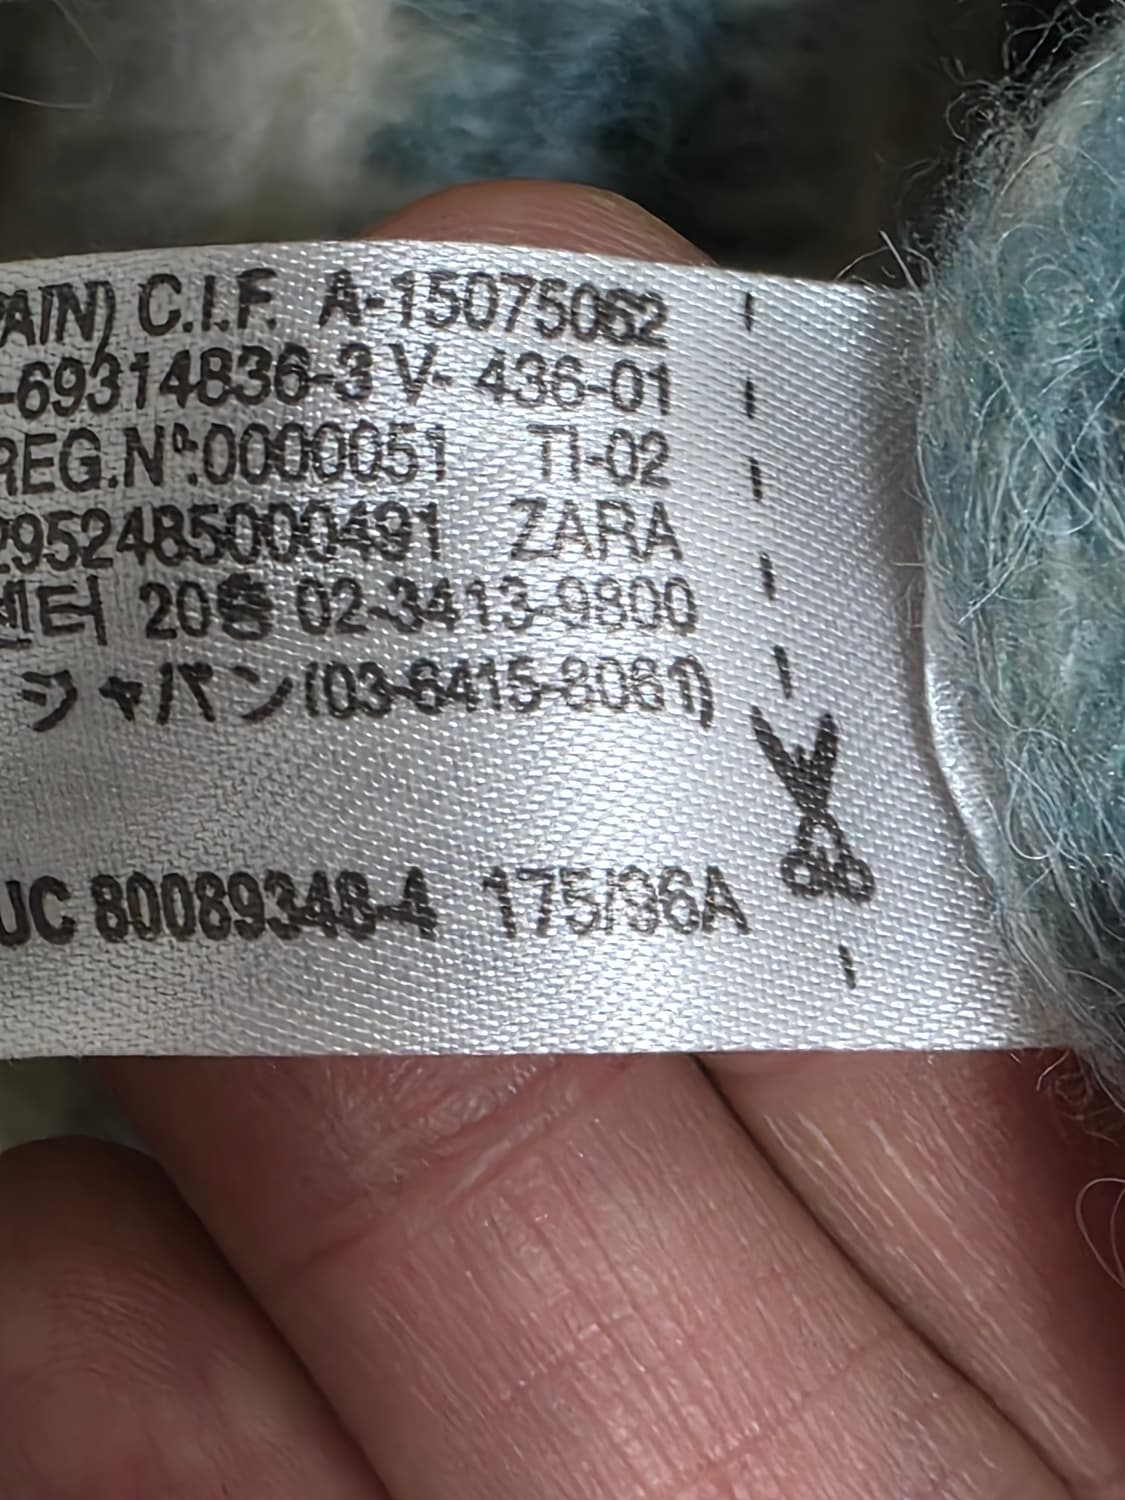 PAIN) C.I.F. A-15075062
-69314836-3 V- 436-01
REG.Nº:0000051 TI-02
2952485000491 ZARA
센터 20층 02-3413-9800
ジャパン(03-6415-8061)
UC 80089348-4 175/96A